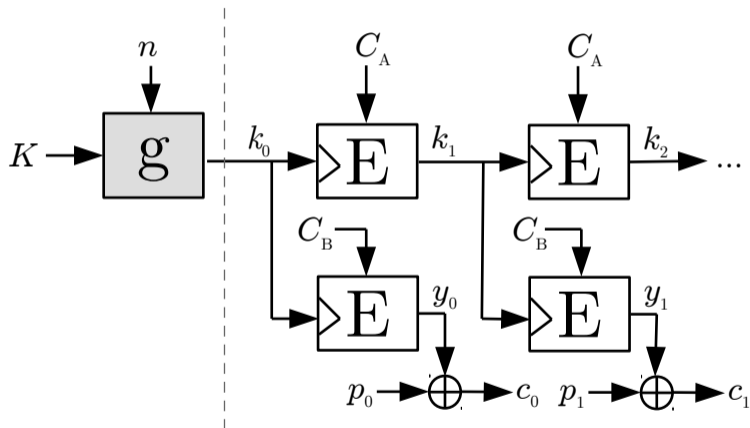 n C_A C_A
K g k_0 E k_1 E k_2 ...
C_B C_B
E y_0 E y_1
p_0 c_0 p_1 c_1